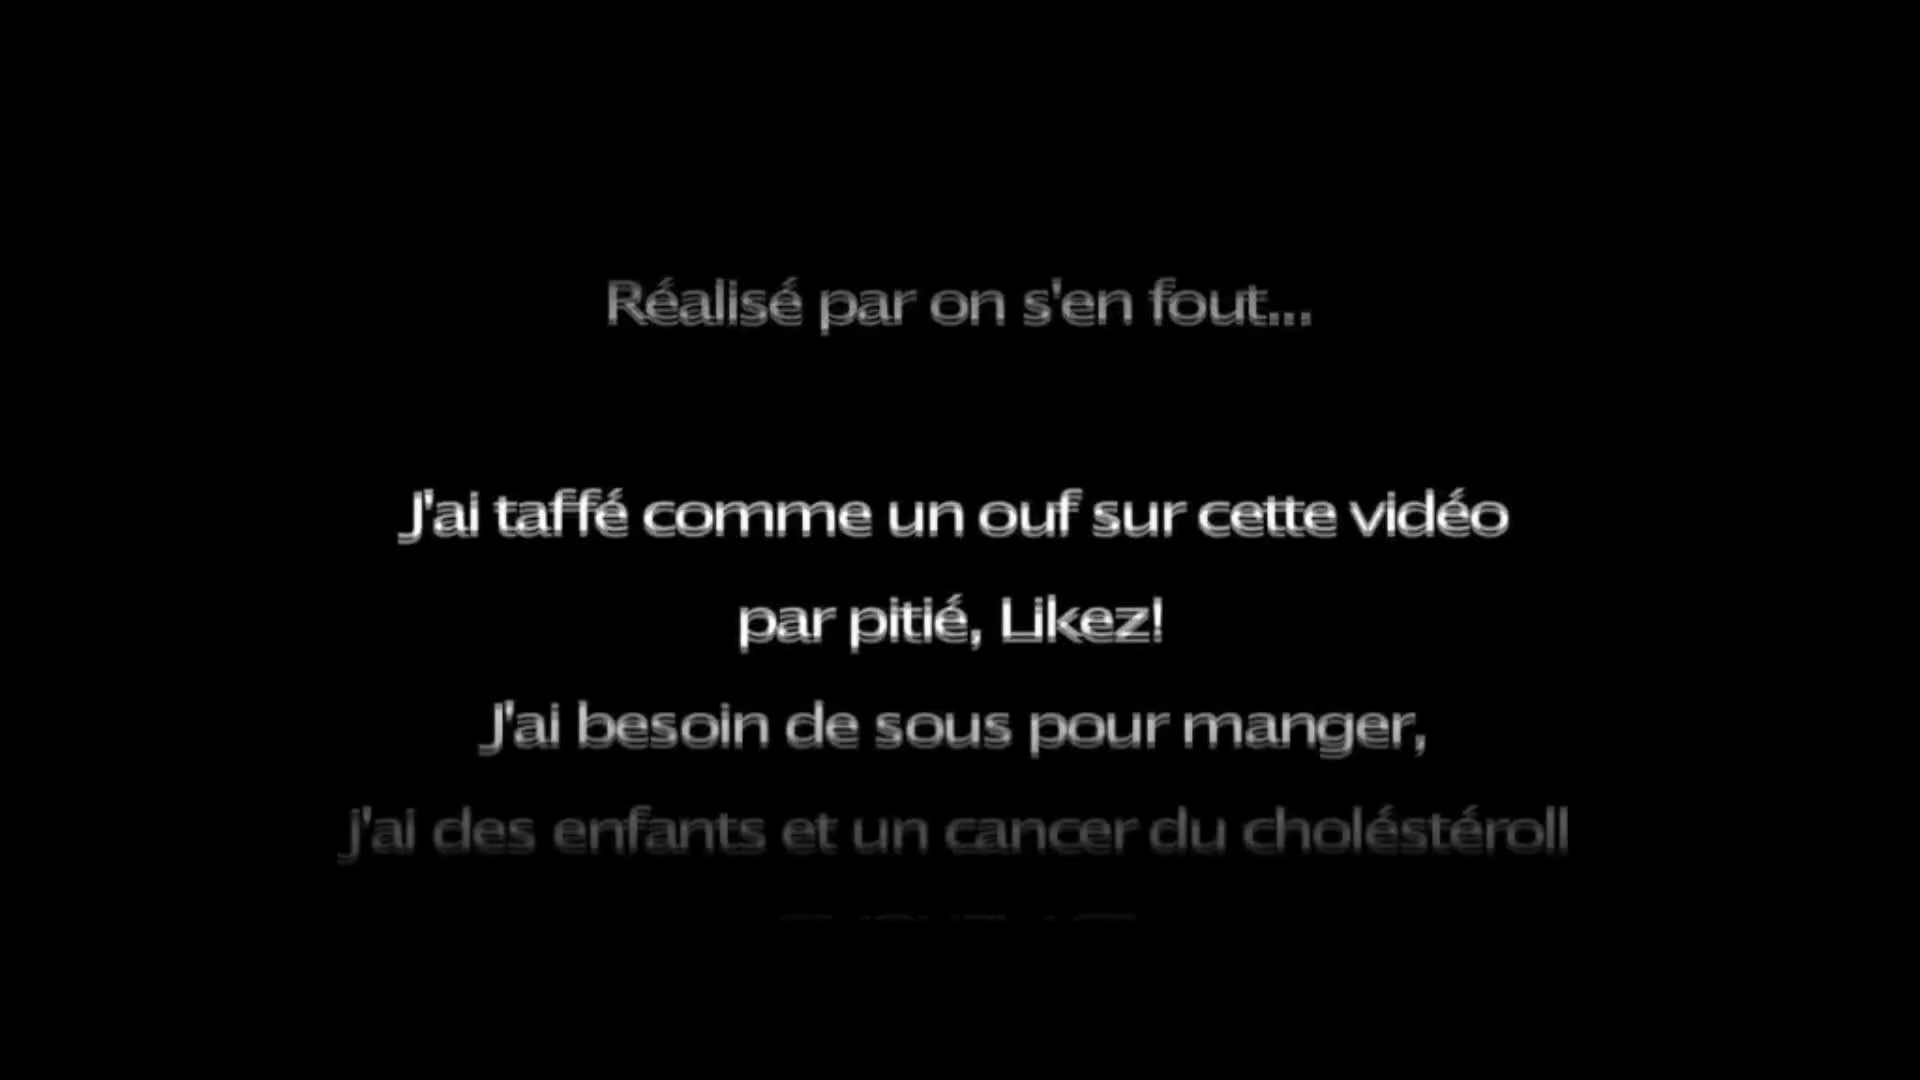 Réalisé par on s'en fout...
J'ai taffé comme un ouf sur cette vidéo
par pitié, Likez!
J'ai besoin de sous pour manger,
j'ai des enfants et un cancer du choléstéroll